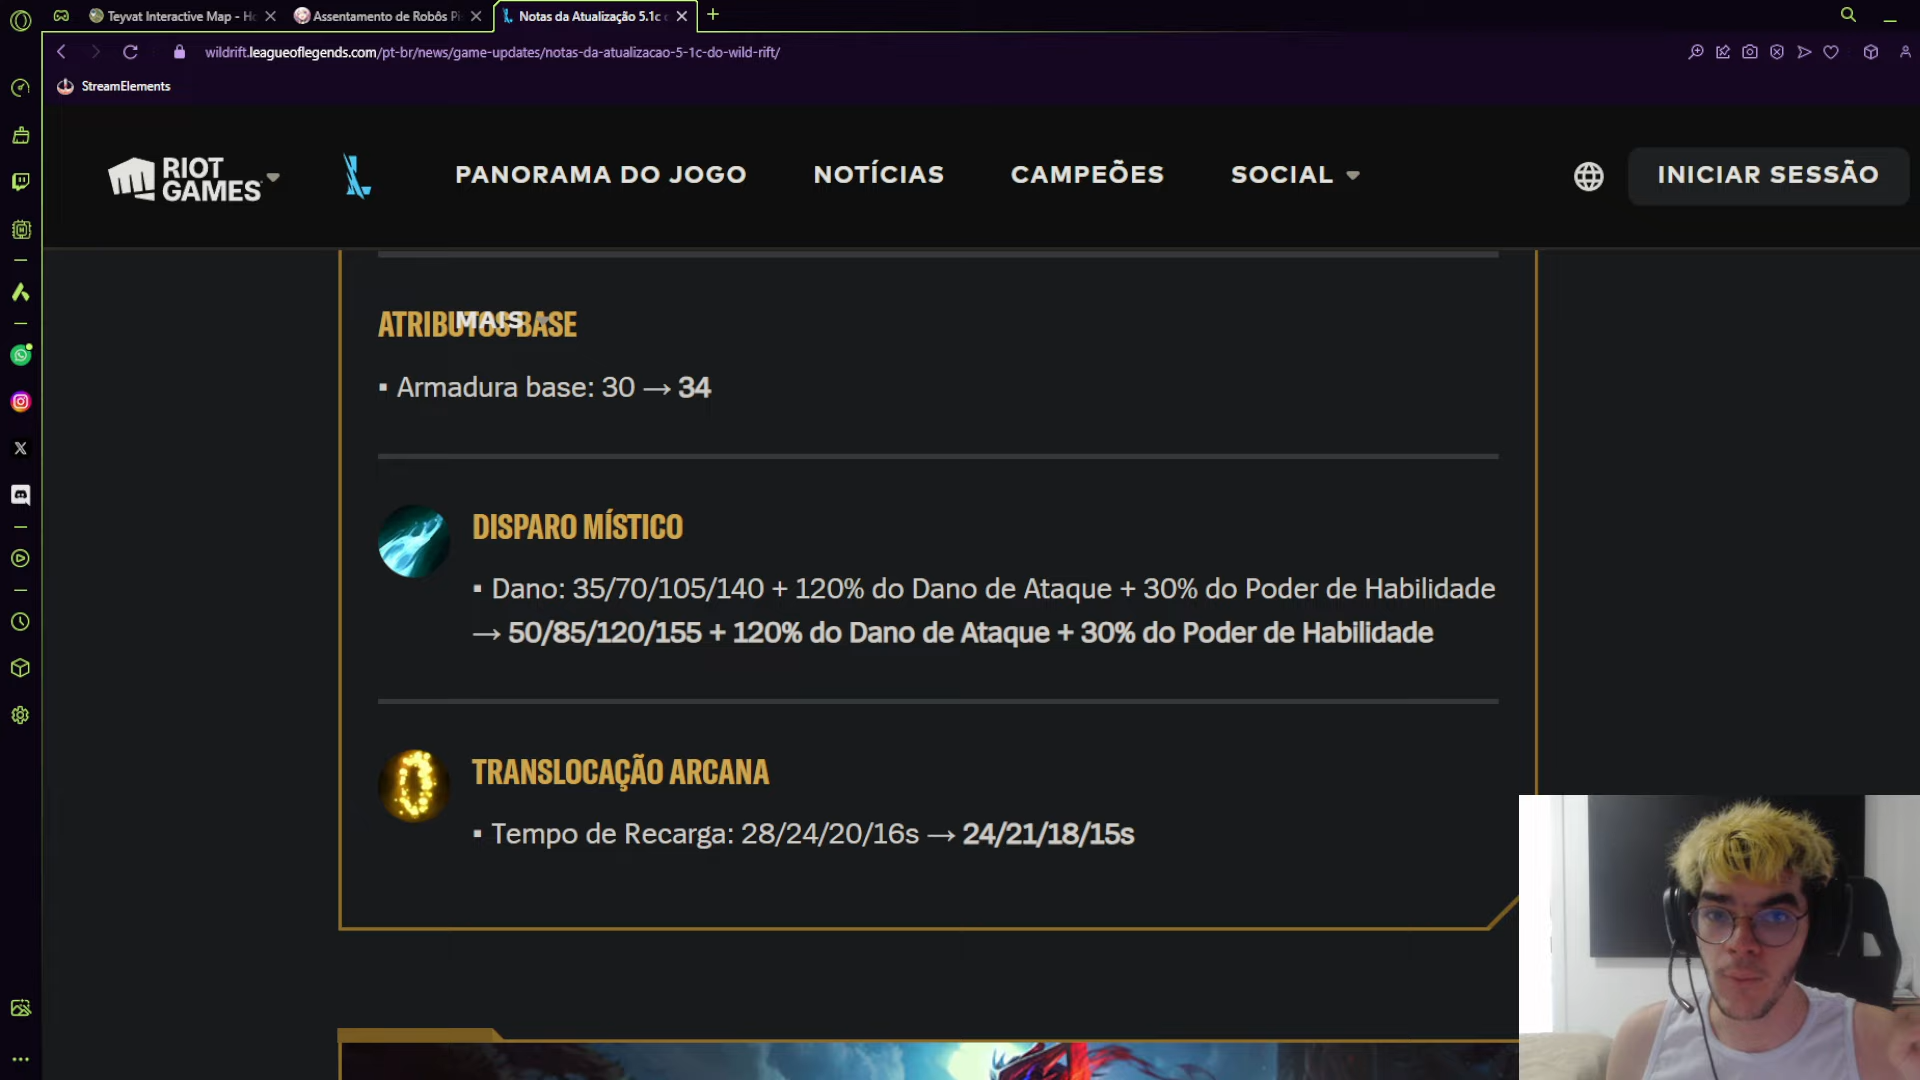 Teyvat Interactive Map - Ho
Assentamento de Robôs Pi
Notas da Atualização 5.1c d
wildrift.leagueoflegends.com/pt-br/news/game-updates/notas-da-atualizacao-5-1c-do-wild-rift/
StreamElements
RIOT
GAMES
PANORAMA DO JOGO
NOTÍCIAS
CAMPEÕES
SOCIAL
INICIAR SESSÃO
MAIS
ATRIBUTOS BASE
▪ Armadura base: 30 → 34
DISPARO MÍSTICO
▪ Dano: 35/70/105/140 + 120% do Dano de Ataque + 30% do Poder de Habilidade
→ 50/85/120/155 + 120% do Dano de Ataque + 30% do Poder de Habilidade
TRANSLOCAÇÃO ARCANA
▪ Tempo de Recarga: 28/24/20/16s → 24/21/18/15s